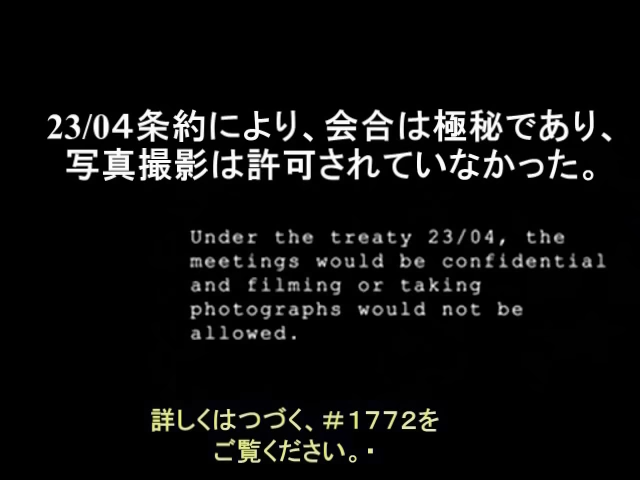 23/0４条約により、会合は極秘であり、
写真撮影は許可されていなかった。
Under the treaty 23/04, the
meetings would be confidential
and filming or taking
photographs would not be
allowed.
詳しくはつづく、＃１７７２を
ご覧ください。・